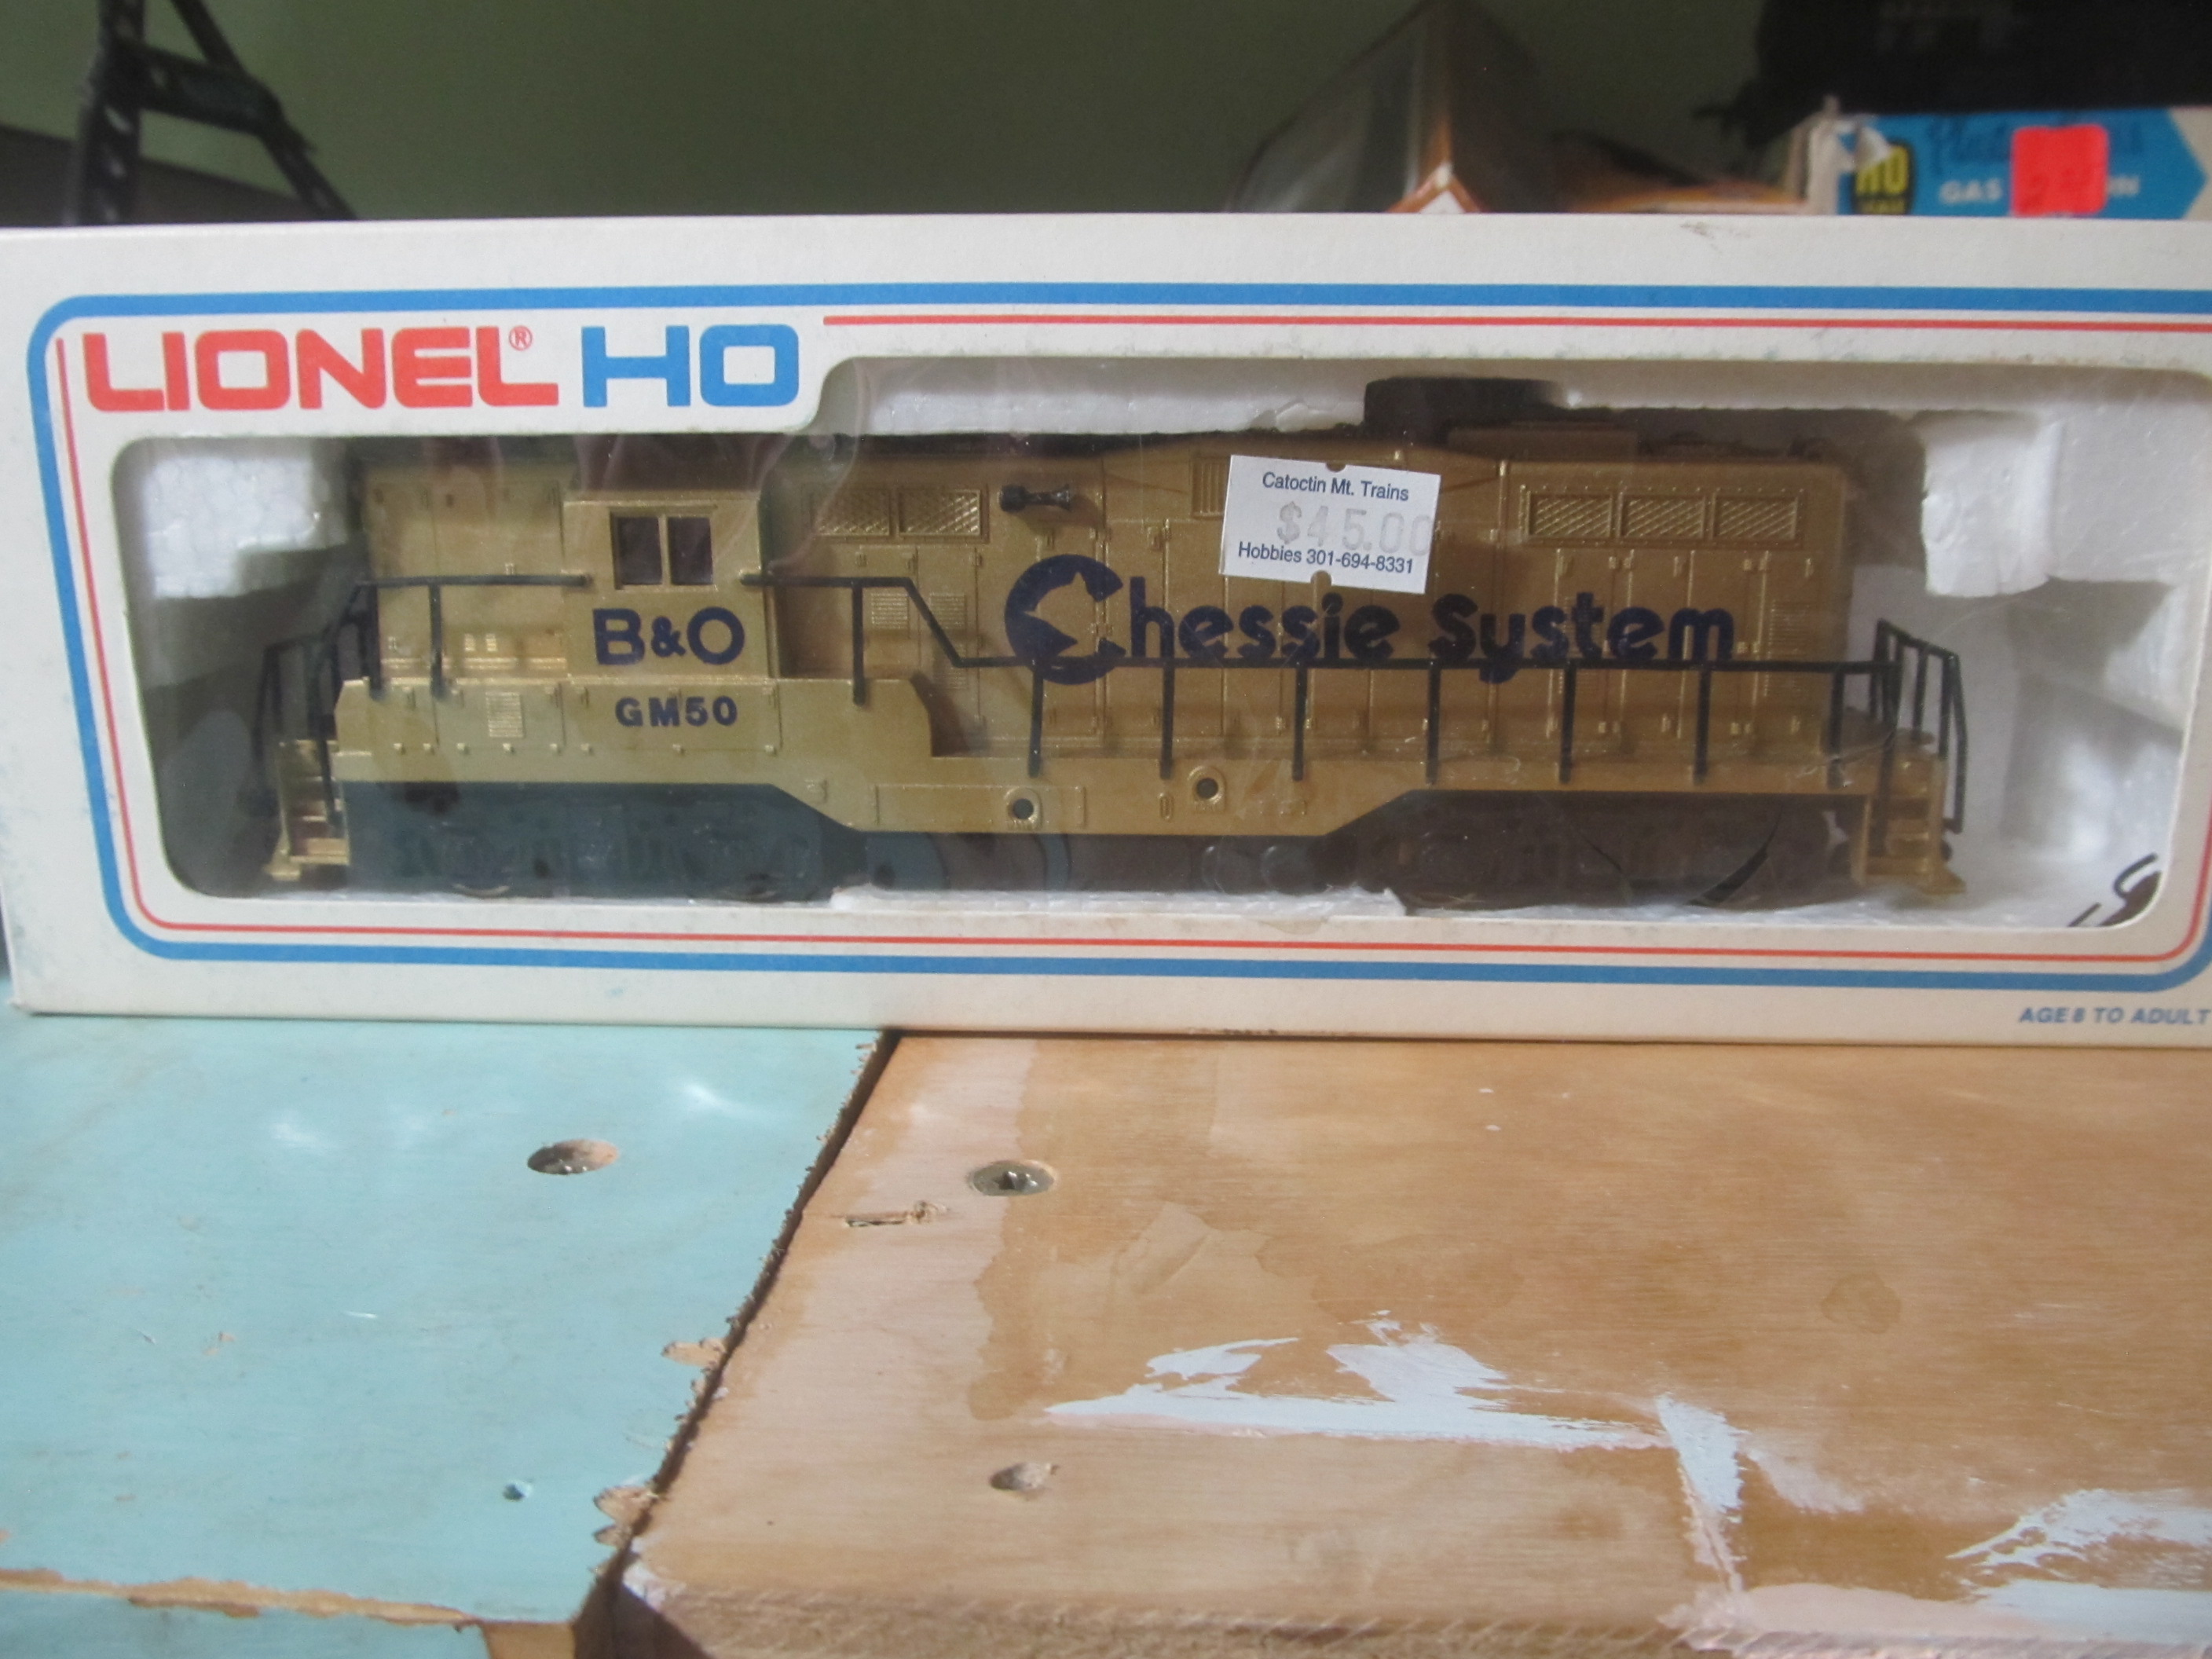 HO
GAS
ON
LIONEL® HO
Catoctin Mt. Trains
$45.00
Hobbies 301-694-8331
Chessie System
B&O
GM50
AGE 8 TO ADULT